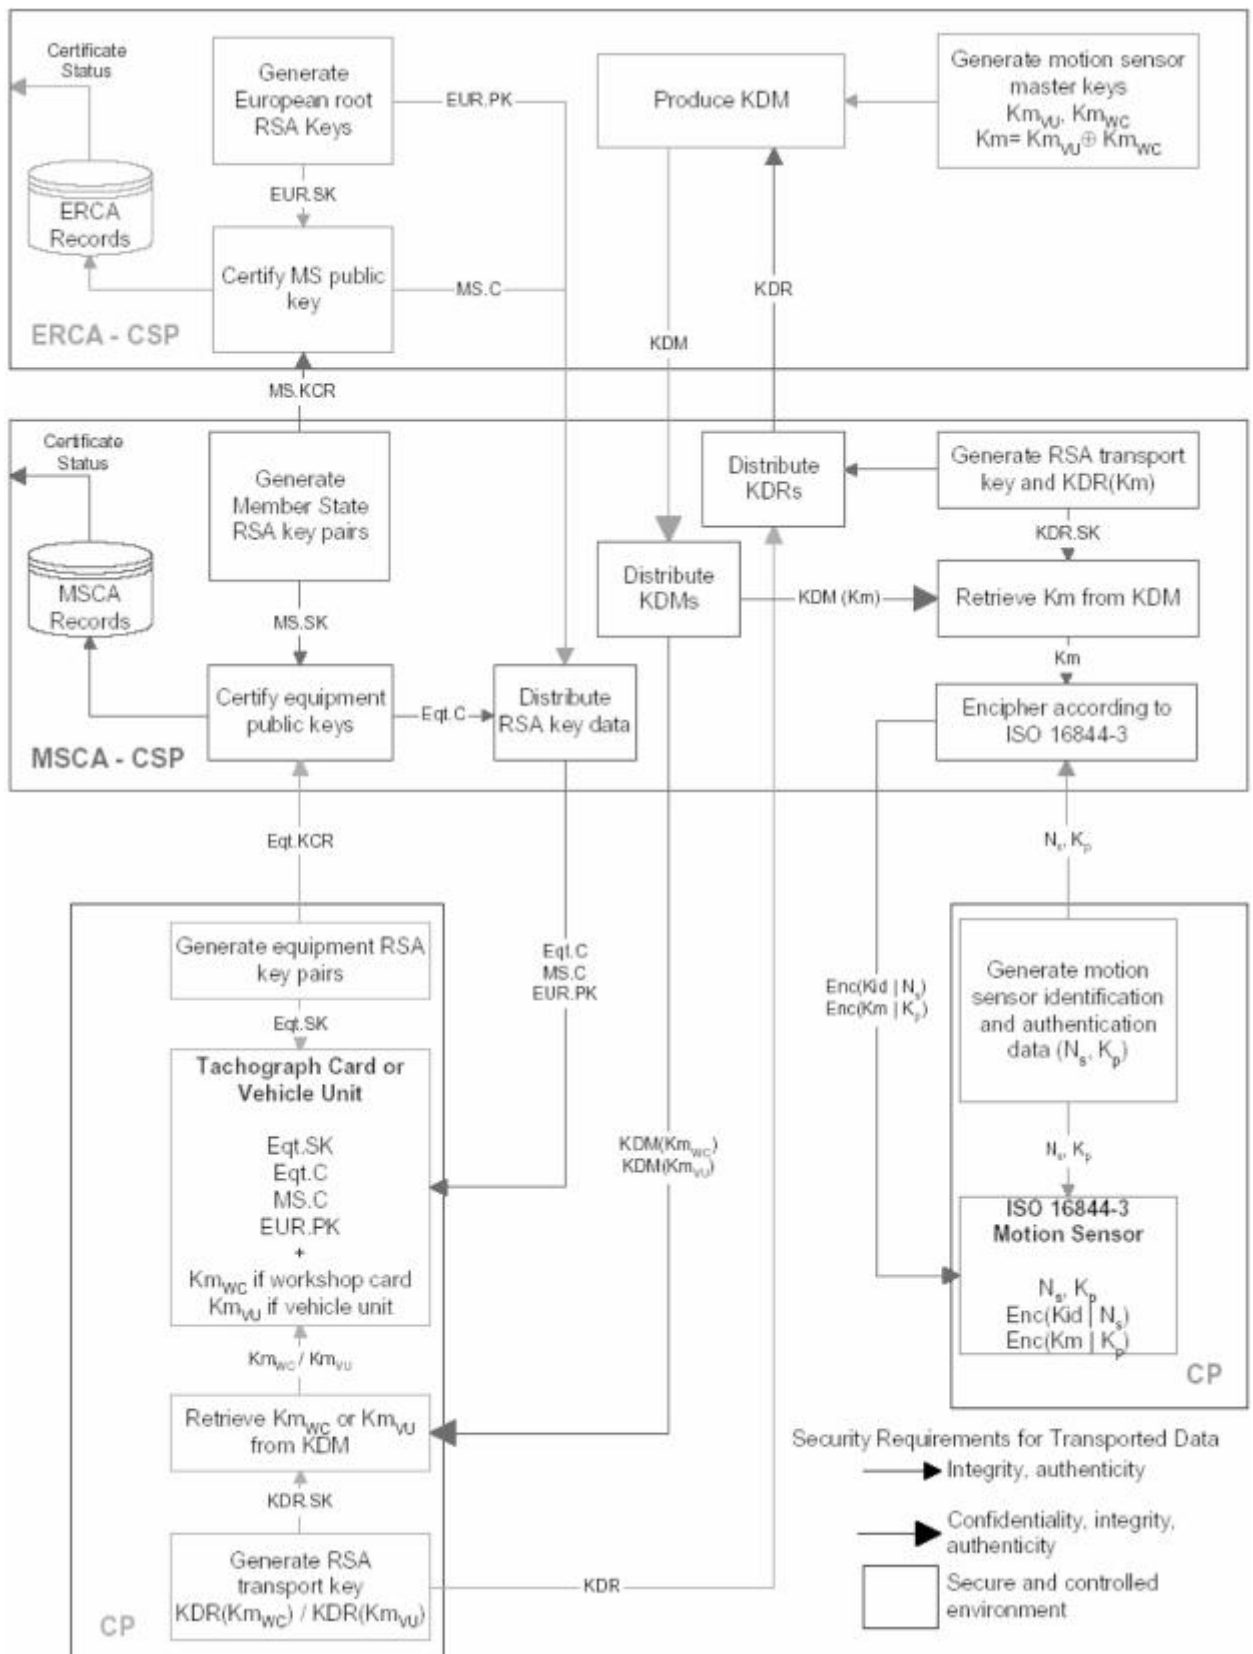 Certificate
Status
Generate
European root
RSA Keys
EUR.PK
Produce KDM
Generate motion sensor
master keys
Km_VU, Km_WC
Km= Km_VU ⊕ Km_WC
EUR.SK
ERCA
Records
Certify MS public
key
MS.C
KDR
ERCA - CSP
KDM
MS.KCR
Certificate
Status
Generate
Member State
RSA key pairs
Distribute
KDRs
Generate RSA transport
key and KDR(Km)
KDR.SK
MSCA
Records
Distribute
KDMs
KDM (Km)
Retrieve Km from KDM
MS.SK
Km
Certify equipment
public keys
Eqt.C
Distribute
RSA key data
Encipher according to
ISO 16844-3
MSCA - CSP
Eqt.KCR
N_s, K_p
Generate equipment RSA
key pairs
Eqt.C
MS.C
EUR.PK
Enc(Kid | N_s)
Enc(Km | K_p)
Generate motion
sensor identification
and authentication
data (N_s, K_p)
Eqt.SK
Tachograph Card or
Vehicle Unit
Eqt.SK
Eqt.C
MS.C
EUR.PK
+
Km_WC if workshop card
Km_VU if vehicle unit
KDM(Km_WC)
KDM(Km_VU)
N_s, K_p
ISO 16844-3
Motion Sensor
N_s, K_p
Enc(Kid | N_s)
Enc(Km | K_p)
CP
Km_WC / Km_VU
Retrieve Km_WC or Km_VU
from KDM
KDR.SK
Generate RSA
transport key
KDR(Km_WC) / KDR(Km_VU)
KDR
CP
Security Requirements for Transported Data
Integrity, authenticity
Confidentiality, integrity,
authenticity
Secure and controlled
environment